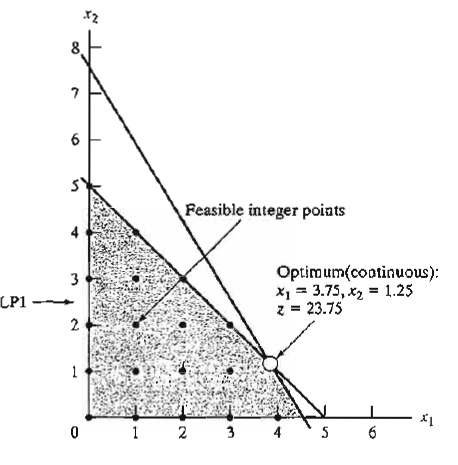 x₂
8
7
6
5
Feasible integer points
4
3
Optimum(continuous):
x₁ = 3.75, x₂ = 1.25
LP1
z = 23.75
2
1
0 1 2 3 4 5 6 x₁